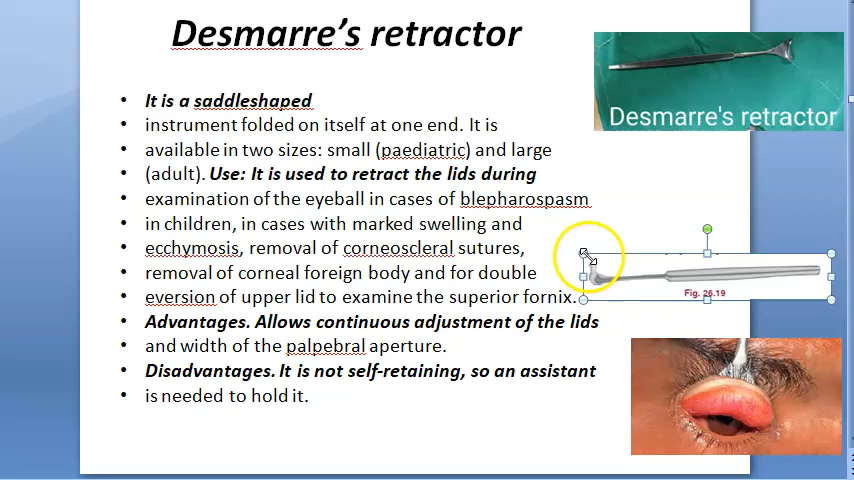 Desmarre’s retractor
• It is a saddleshaped
• instrument folded on itself at one end. It is
• available in two sizes: small (paediatric) and large
• (adult). Use: It is used to retract the lids during
• examination of the eyeball in cases of blepharospasm
• in children, in cases with marked swelling and
• ecchymosis, removal of corneoscleral sutures,
• removal of corneal foreign body and for double
• eversion of upper lid to examine the superior fornix.
• Advantages. Allows continuous adjustment of the lids
• and width of the palpebral aperture.
• Disadvantages. It is not self-retaining, so an assistant
• is needed to hold it.
Desmarre's retractor
Fig. 26.19